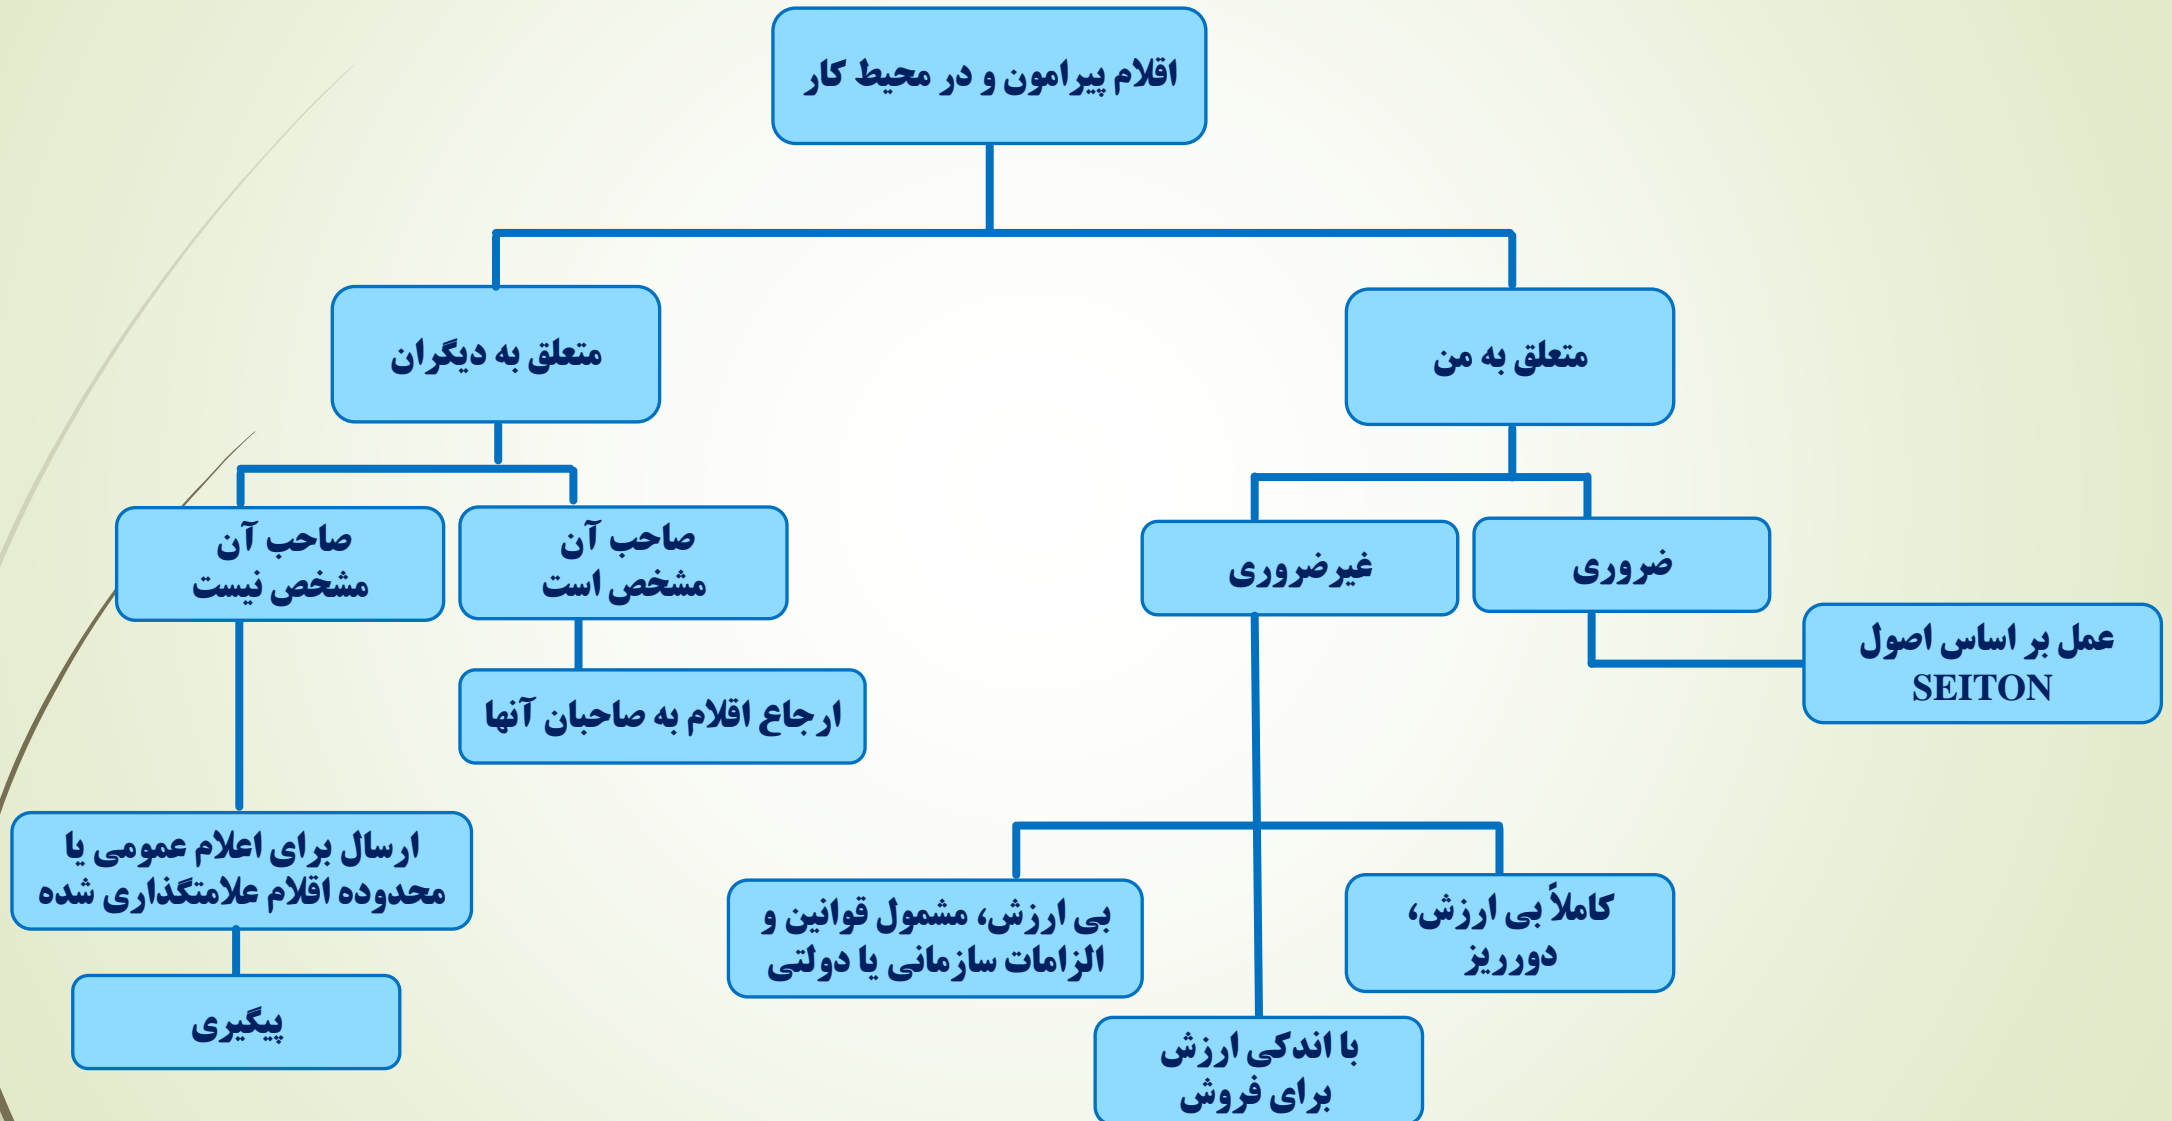 اقلام پیرامون و در محیط کار
متعلق به من
متعلق به دیگران
ضروری
غیرضروری
صاحب آن
مشخص است
صاحب آن
مشخص نیست
عمل بر اساس اصول
SEITON
ارجاع اقلام به صاحبان آنها
ارسال برای اعلام عمومی یا
محدوده اقلام علامتگذاری شده
کاملاً بی ارزش،
دورریز
بی ارزش، مشمول قوانین و
الزامات سازمانی یا دولتی
پیگیری
با اندکی ارزش
برای فروش